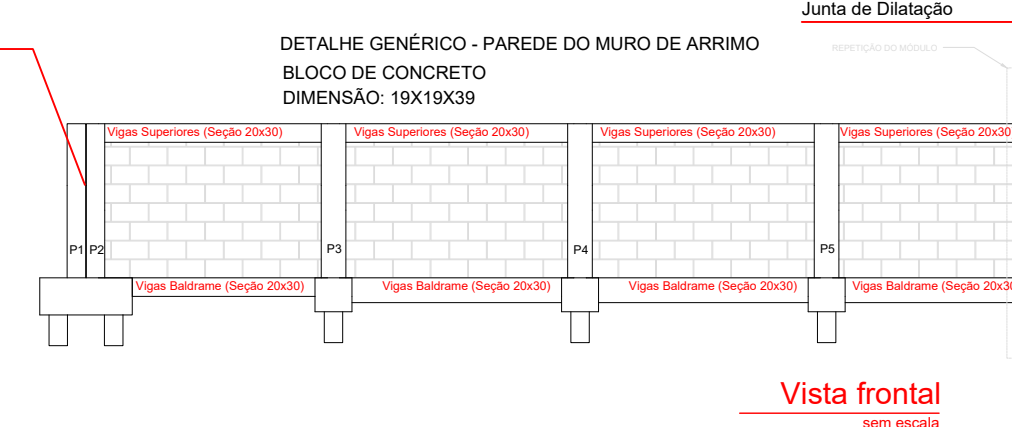 Junta de Dilatação
DETALHE GENÉRICO - PAREDE DO MURO DE ARRIMO
REPETIÇÃO DO MÓDULO
BLOCO DE CONCRETO
DIMENSÃO: 19X19X39
Vigas Superiores (Seção 20x30)
Vigas Superiores (Seção 20x30)
Vigas Superiores (Seção 20x30)
Vigas Superiores (Seção 20x30)
P1
P2
P3
P4
P5
Vigas Baldrame (Seção 20x30)
Vigas Baldrame (Seção 20x30)
Vigas Baldrame (Seção 20x30)
Vigas Baldrame (Seção 20x30
Vista frontal
sem escala